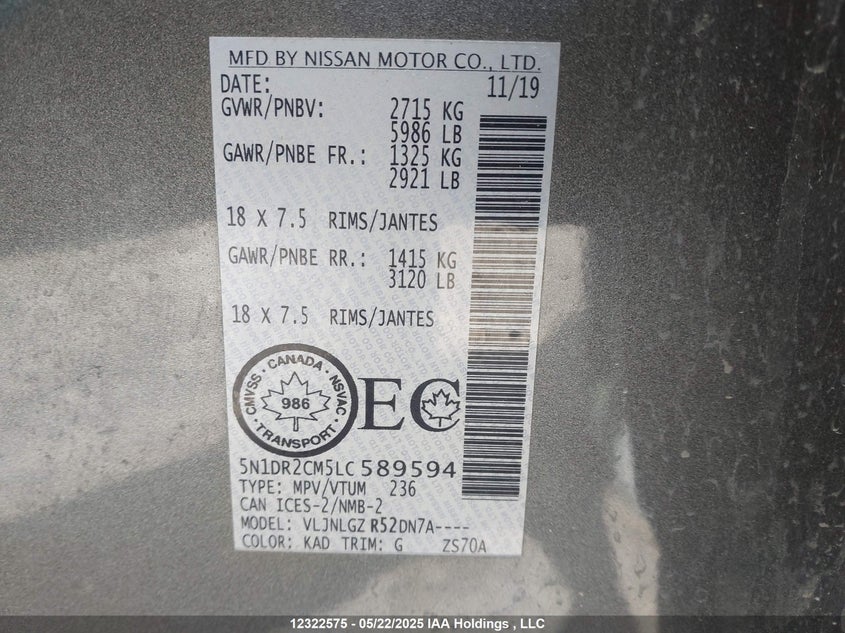 MFD BY NISSAN MOTOR CO., LTD.
DATE: 11/19
GVWR/PNBV: 2715 KG
5986 LB
GAWR/PNBE FR.: 1325 KG
2921 LB
18 X 7.5 RIMS/JANTES
GAWR/PNBE RR.: 1415 KG
3120 LB
18 X 7.5 RIMS/JANTES
CMVSS · CANADA · NSVAC · TRANSPORT ·
986
EC
5N1DR2CM5LC589594
TYPE: MPV/VTUM 236
CAN ICES-2/NMB-2
MODEL: VLJNLGZ R52DN7A----
COLOR: KAD TRIM: G ZS70A
12322575 - 05/22/2025 IAA Holdings , LLC